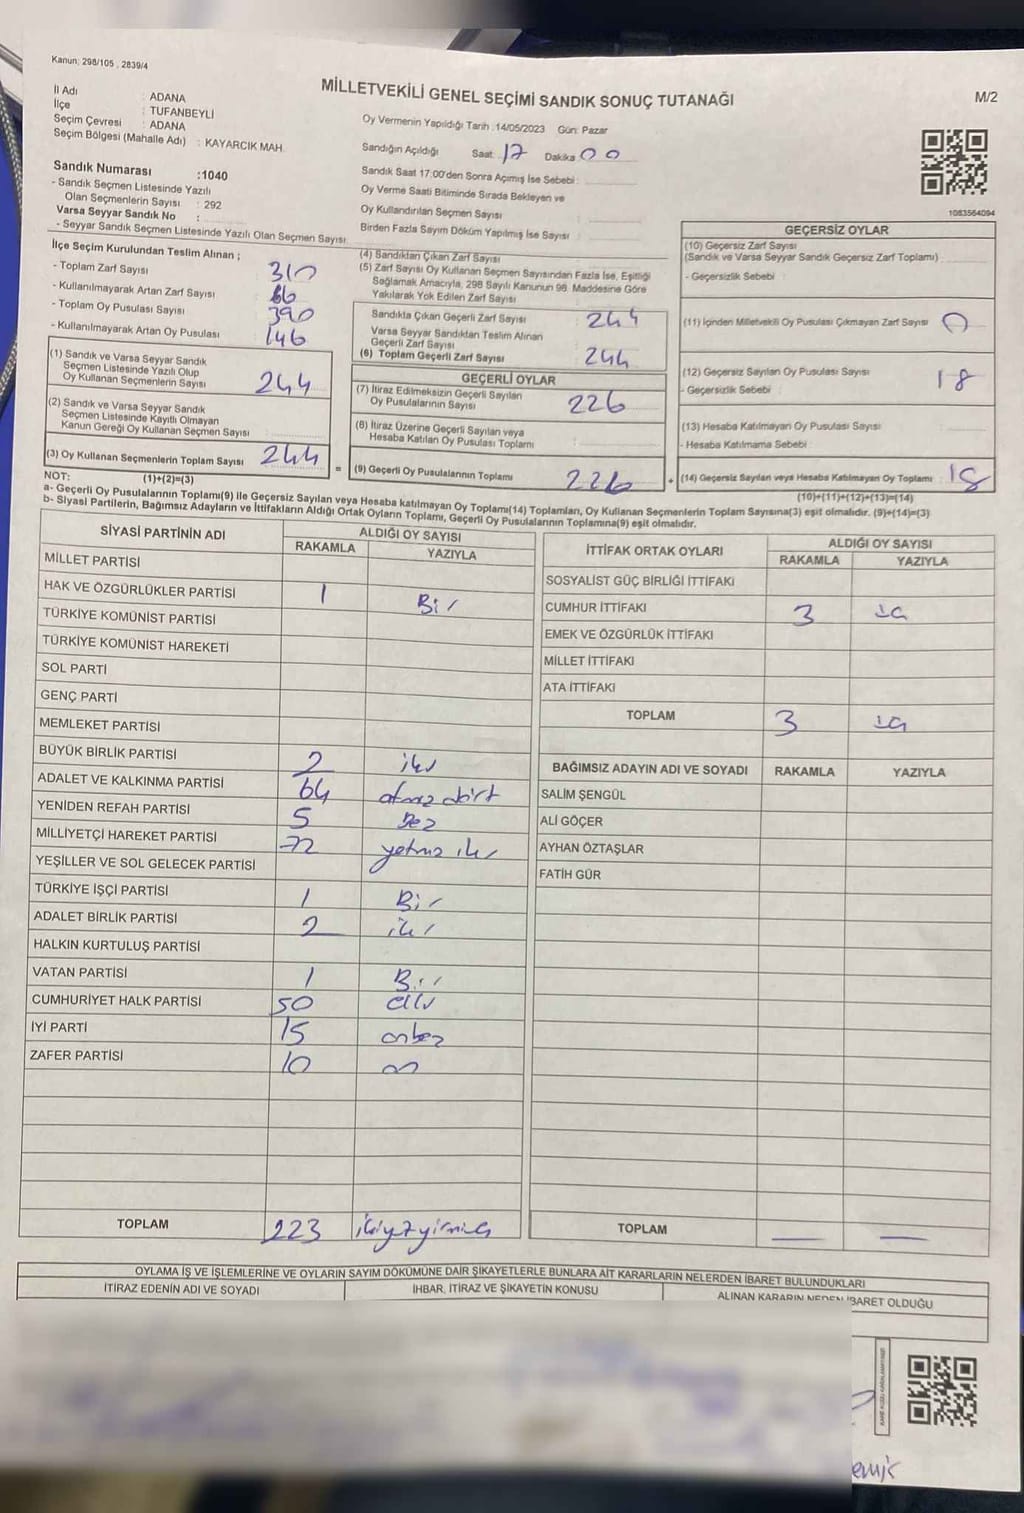 Kanun; 298/105 , 2839/4
MİLLETVEKİLİ GENEL SEÇİMİ SANDIK SONUÇ TUTANAĞI
M/2
İl Adı : ADANA
İlçe : TUFANBEYLİ
Seçim Çevresi : ADANA
Seçim Bölgesi (Mahalle Adı) : KAYARCIK MAH.
Oy Vermenin Yapıldığı Tarih :14/05/2023 Gün: Pazar
Sandığın Açıldığı Saat 17 Dakika 00
Sandık Saat 17:00'den Sonra Açımış İse Sebebi :
Oy Verme Saati Bitiminde Sırada Bekleyen ve
Oy Kullandırılan Seçmen Sayısı :
Birden Fazla Sayım Döküm Yapılmış İse Sayısı :
1083564094
Sandık Numarası :1040
- Sandık Seçmen Listesinde Yazılı
Olan Seçmenlerin Sayısı : 292
Varsa Seyyar Sandık No :
- Seyyar Sandık Seçmen Listesinde Yazılı Olan Seçmen Sayısı
İlçe Seçim Kurulundan Teslim Alınan ;
- Toplam Zarf Sayısı : 310
- Kullanılmayarak Artan Zarf Sayısı : 66
- Toplam Oy Pusulası Sayısı : 390
- Kullanılmayarak Artan Oy Pusulası : 146
(1) Sandık ve Varsa Seyyar Sandık
Seçmen Listesinde Yazılı Olup
Oy Kullanan Seçmenlerin Sayısı : 244
(2) Sandık ve Varsa Seyyar Sandık
Seçmen Listesinde Kayıtlı Olmayan
Kanun Gereği Oy Kullanan Seçmen Sayısı :
(3) Oy Kullanan Seçmenlerin Toplam Sayısı : 244
(1)+(2)=(3)
(4) Sandıktan Çıkan Zarf Sayısı :
(5) Zarf Sayısı Oy Kullanan Seçmen Sayısından Fazla İse, Eşitliği
Sağlamak Amacıyla, 298 Sayılı Kanunun 98. Maddesine Göre
Yakılarak Yok Edilen Zarf Sayısı :
Sandıkta Çıkan Geçerli Zarf Sayısı : 244
Varsa Seyyar Sandıktan Teslim Alınan
Geçerli Zarf Sayısı :
(6) Toplam Geçerli Zarf Sayısı : 244
GEÇERLİ OYLAR
(7) İtiraz Edilmeksizin Geçerli Sayılan
Oy Pusulalarının Sayısı : 226
(8) İtiraz Üzerine Geçerli Sayılan veya
Hesaba Katılan Oy Pusulası Toplamı :
= (9) Geçerli Oy Pusulalarının Toplamı : 226 +
GEÇERSİZ OYLAR
(10) Geçersiz Zarf Sayısı
(Sandık ve Varsa Seyyar Sandık Geçersiz Zarf Toplamı) :
- Geçersizlik Sebebi :
(11) İçinden Milletvekili Oy Pusulası Çıkmayan Zarf Sayısı : 0
(12) Geçersiz Sayılan Oy Pusulası Sayısı : 18
- Geçersizlik Sebebi :
(13) Hesaba Katılmayan Oy Pusulası Sayısı :
- Hesaba Katılmama Sebebi :
(14) Geçersiz Sayılan veya Hesaba Katılmayan Oy Toplamı : 18
(10)+(11)+(12)+(13)=(14)
NOT:
a- Geçerli Oy Pusulalarının Toplamı(9) ile Geçersiz Sayılan veya Hesaba katılmayan Oy Toplamı(14) Toplamları, Oy Kullanan Seçmenlerin Toplam Sayısına(3) eşit olmalıdır. (9)+(14)=(3)
b- Siyasi Partilerin, Bağımsız Adayların ve İttifakların Aldığı Ortak Oyların Toplamı, Geçerli Oy Pusulalarının Toplamına(9) eşit olmalıdır.
SİYASİ PARTİNİN ADI ALDIĞI OY SAYISI
RAKAMLA YAZIYLA
MİLLET PARTİSİ
HAK VE ÖZGÜRLÜKLER PARTİSİ 1 Bir
TÜRKİYE KOMÜNİST PARTİSİ
TÜRKİYE KOMÜNİST HAREKETİ
SOL PARTİ
GENÇ PARTİ
MEMLEKET PARTİSİ
BÜYÜK BİRLİK PARTİSİ 2 iki
ADALET VE KALKINMA PARTİSİ 64 atmış dört
YENİDEN REFAH PARTİSİ 5 Beş
MİLLİYETÇİ HAREKET PARTİSİ 72 yetmiş iki
YEŞİLLER VE SOL GELECEK PARTİSİ
TÜRKİYE İŞÇİ PARTİSİ 1 Bir
ADALET BİRLİK PARTİSİ 2 iki
HALKIN KURTULUŞ PARTİSİ
VATAN PARTİSİ 1 Bir
CUMHURİYET HALK PARTİSİ 50 elli
İYİ PARTİ 15 onbeş
ZAFER PARTİSİ 10 on
TOPLAM 223 ikiyüzyirmiüç
İTTİFAK ORTAK OYLARI ALDIĞI OY SAYISI
RAKAMLA YAZIYLA
SOSYALİST GÜÇ BİRLİĞİ İTTİFAKI
CUMHUR İTTİFAKI 3 üç
EMEK VE ÖZGÜRLÜK İTTİFAKI
MİLLET İTTİFAKI
ATA İTTİFAKI
TOPLAM 3 üç
BAĞIMSIZ ADAYIN ADI VE SOYADI RAKAMLA YAZIYLA
SALİM ŞENGÜL
ALİ GÖÇER
AYHAN ÖZTAŞLAR
FATİH GÜR
TOPLAM — —
OYLAMA İŞ VE İŞLEMLERİNE VE OYLARIN SAYIM DÖKÜMÜNE DAİR ŞİKAYETLERLE BUNLARA AİT KARARLARIN NELERDEN İBARET BULUNDUKLARI
İTİRAZ EDENİN ADI VE SOYADI İHBAR, İTİRAZ VE ŞİKAYETİN KONUSU ALINAN KARARIN NEDEN İBARET OLDUĞU